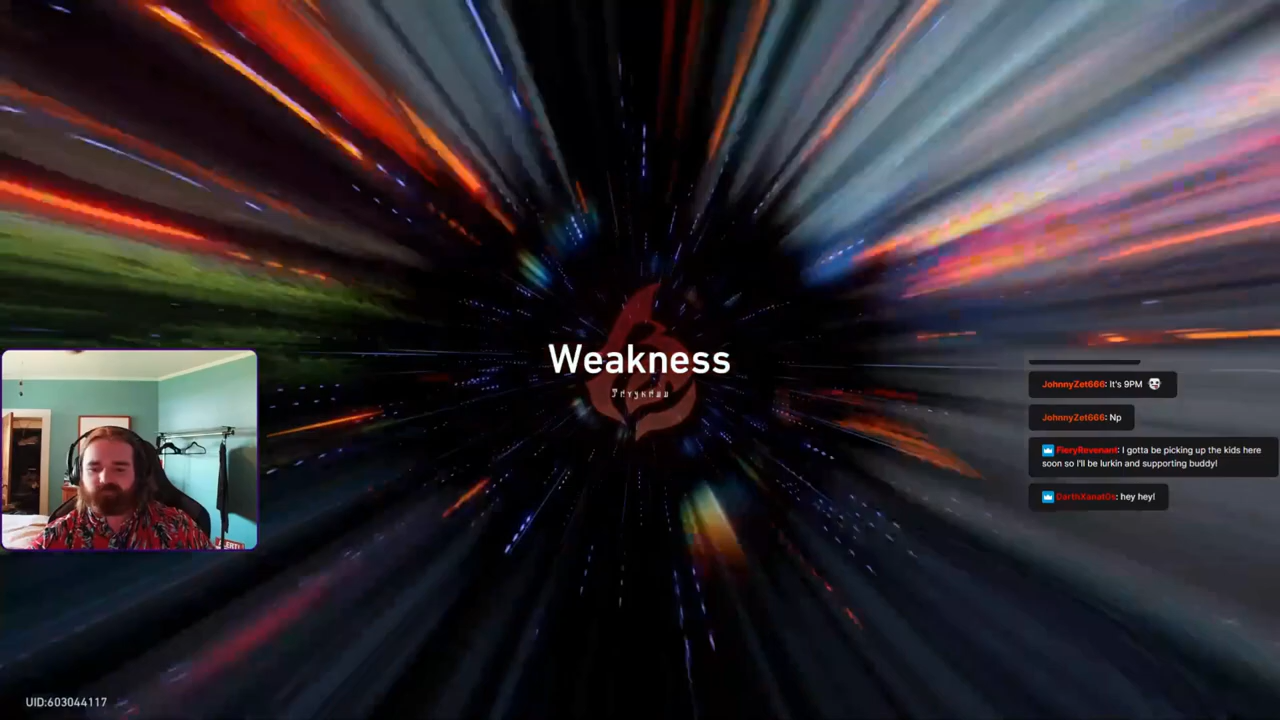 Weakness
JohnnyZet666: It's 9PM
JohnnyZet666: Np
FieryRevenant: I gotta be picking up the kids here
soon so I'll be lurkin and supporting buddy!
DarthXanatOs: hey hey!
UID:603044117